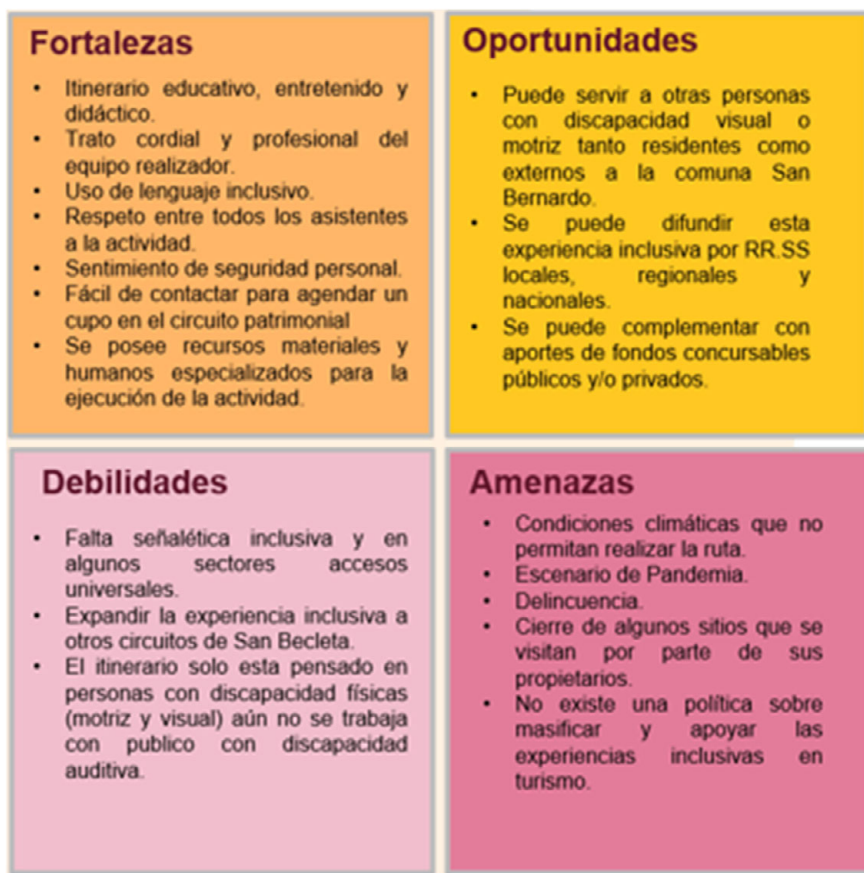 Fortalezas
• Itinerario educativo, entretenido y
didáctico.
• Trato cordial y profesional del
equipo realizador.
• Uso de lenguaje inclusivo.
• Respeto entre todos los asistentes
a la actividad.
• Sentimiento de seguridad personal.
• Fácil de contactar para agendar un
cupo en el circuito patrimonial
• Se posee recursos materiales y
humanos especializados para la
ejecución de la actividad.
Oportunidades
• Puede servir a otras personas
con discapacidad visual o
motriz tanto residentes como
externos a la comuna San
Bernardo.
• Se puede difundir esta
experiencia inclusiva por RR.SS
locales, regionales y
nacionales.
• Se puede complementar con
aportes de fondos concursables
públicos y/o privados.
Debilidades
• Falta señalética inclusiva y en
algunos sectores accesos
universales.
• Expandir la experiencia inclusiva a
otros circuitos de San Becleta.
• El itinerario solo esta pensado en
personas con discapacidad físicas
(motriz y visual) aún no se trabaja
con publico con discapacidad
auditiva.
Amenazas
• Condiciones climáticas que no
permitan realizar la ruta.
• Escenario de Pandemia.
• Delincuencia.
• Cierre de algunos sitios que se
visitan por parte de sus
propietarios.
• No existe una política sobre
masificar y apoyar las
experiencias inclusivas en
turismo.